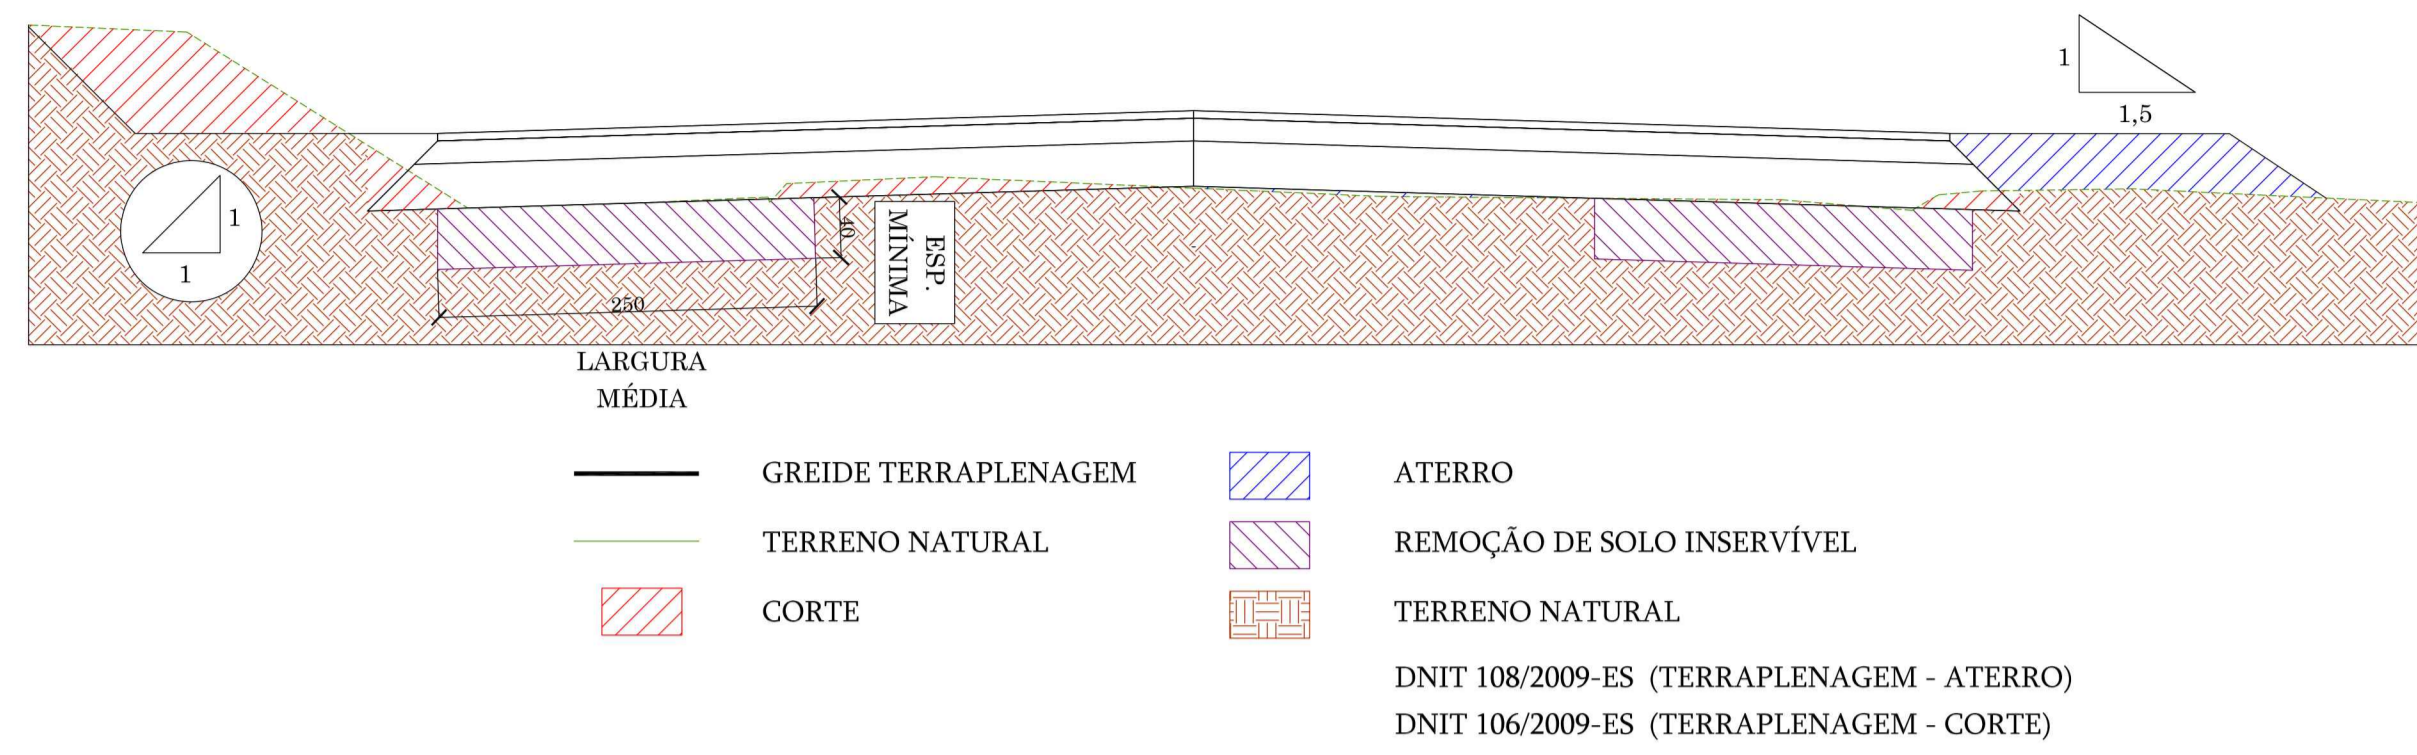 1
1,5
1
1
40
ESP.
MÍNIMA
250
LARGURA
MÉDIA
GREIDE TERRAPLENAGEM
ATERRO
TERRENO NATURAL
REMOÇÃO DE SOLO INSERVÍVEL
CORTE
TERRENO NATURAL
DNIT 108/2009-ES (TERRAPLENAGEM - ATERRO)
DNIT 106/2009-ES (TERRAPLENAGEM - CORTE)